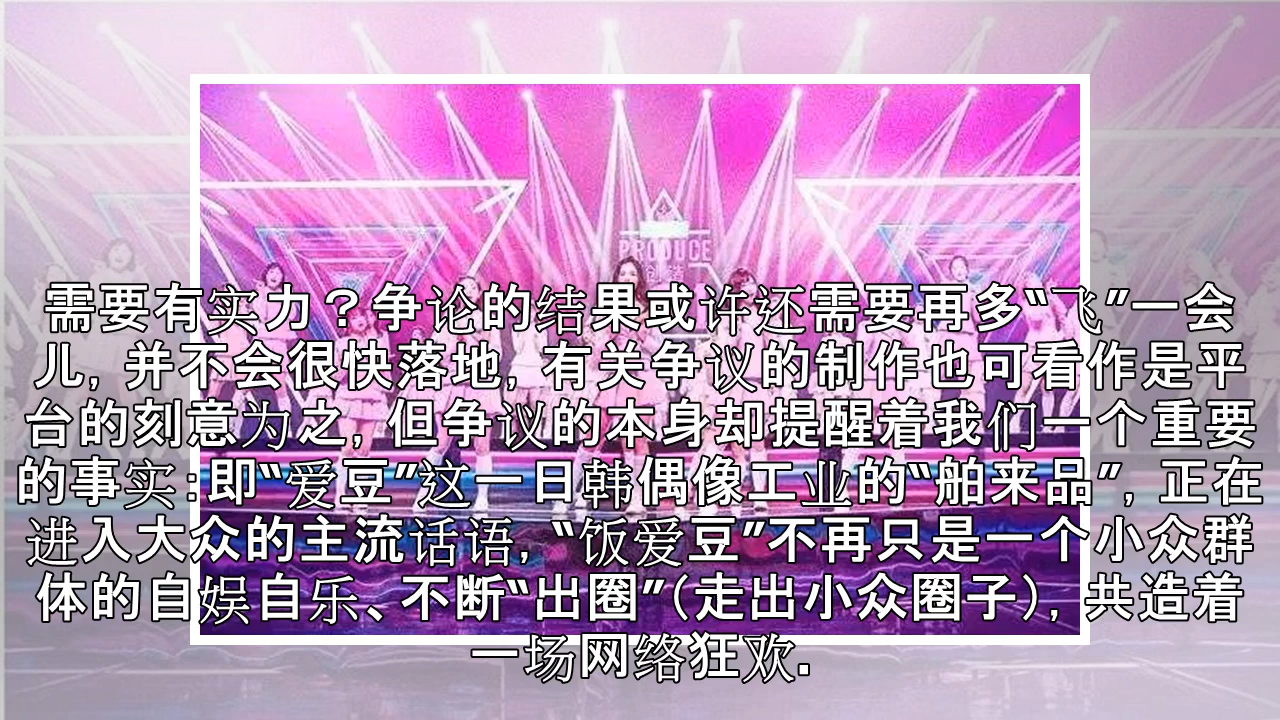 PRODUCE
创造
需要有实力？争论的结果或许还需要再多“飞”一会
儿，并不会很快落地，有关争议的制作也可看作是平
台的刻意为之，但争议的本身却提醒着我们一个重要
的事实：即“爱豆”这一日韩偶像工业的“舶来品”，正在
进入大众的主流话语，“饭爱豆”不再只是一个小众群
体的自娱自乐、不断“出圈”（走出小众圈子），共造着
一场网络狂欢.